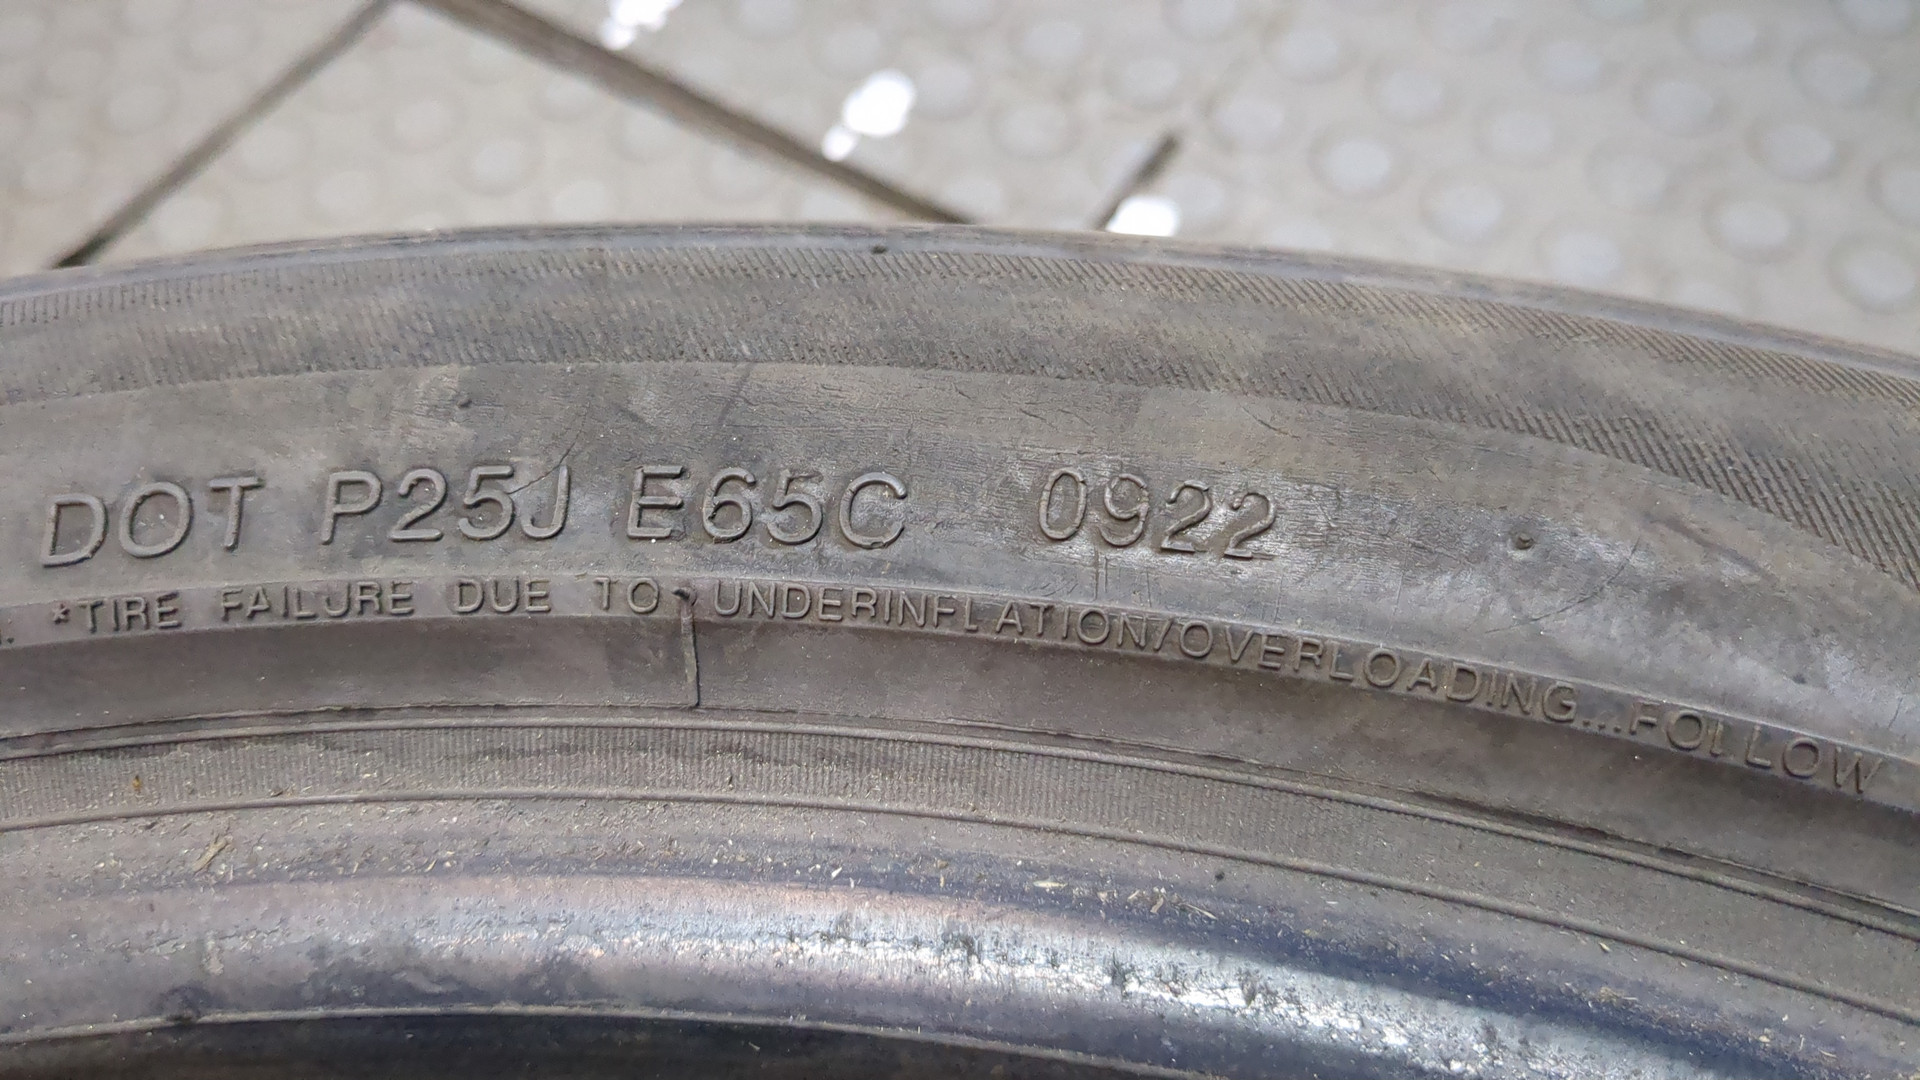 DOT P25J E65C 0922
*TIRE FAILURE DUE TO UNDERINFLATION/OVERLOADING...FOLLOW